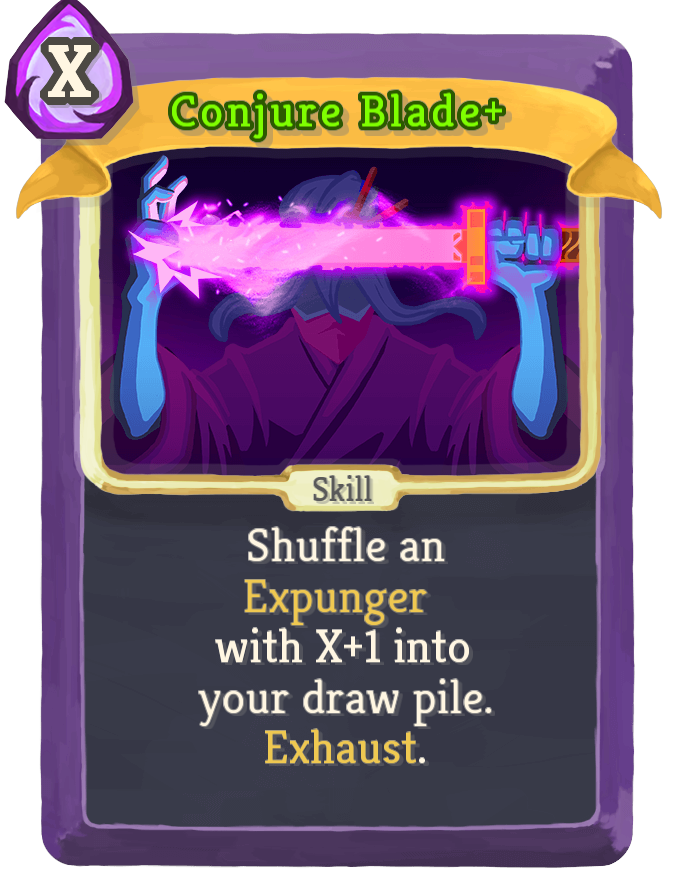 X
Conjure Blade+
Skill
Shuffle an
Expunger
with X+1 into
your draw pile.
Exhaust.